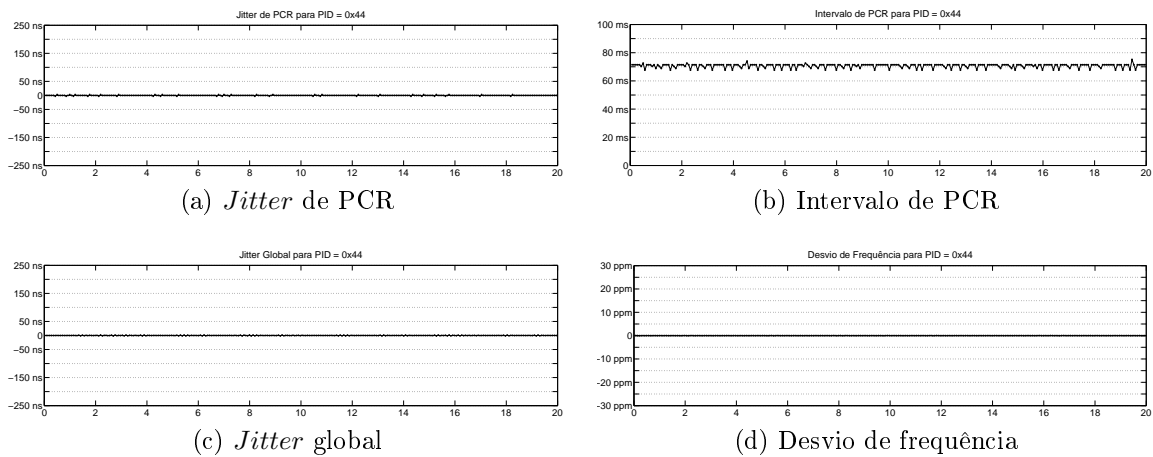 Jitter de PCR para PID = 0x44
250 ns
150 ns
50 ns
0
−50 ns
−150 ns
−250 ns
0 2 4 6 8 10 12 14 16 18 20
(a) Jitter de PCR
Intervalo de PCR para PID = 0x44
100 ms
80 ms
60 ms
40 ms
20 ms
0
0 2 4 6 8 10 12 14 16 18 20
(b) Intervalo de PCR
Jitter Global para PID = 0x44
250 ns
150 ns
50 ns
0
−50 ns
−150 ns
−250 ns
0 2 4 6 8 10 12 14 16 18 20
(c) Jitter global
Desvio de Frequência para PID = 0x44
30 ppm
20 ppm
10 ppm
0
-10 ppm
-20 ppm
-30 ppm
0 2 4 6 8 10 12 14 16 18 20
(d) Desvio de frequência